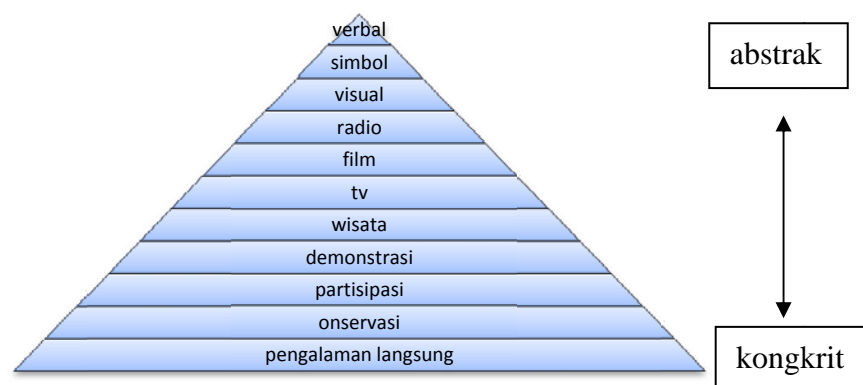 verbal
simbol
visual
radio
film
tv
wisata
demonstrasi
partisipasi
onservasi
pengalaman langsung
abstrak
kongkrit